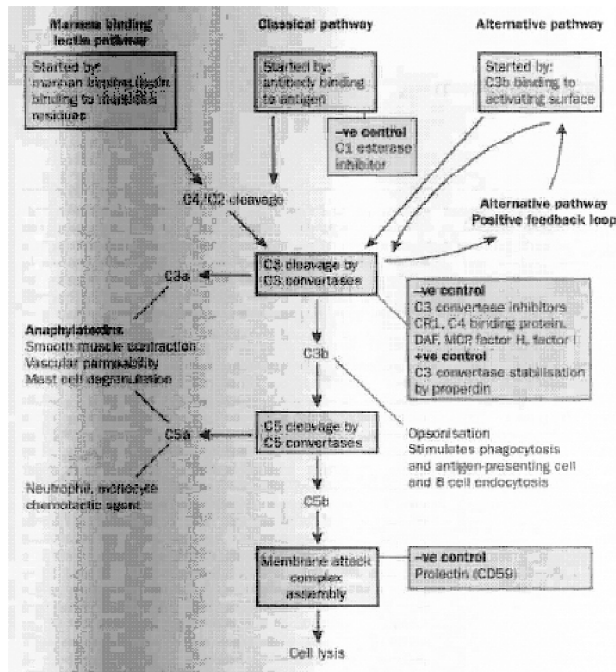 Mannan binding
lectin pathway
Classical pathway
Alternative pathway
Started by:
mannan binding lectin
binding to mannan
residues
Started by:
antibody binding
to antigen
Started by:
C3b binding to
activating surface
–ve control
C1 esterase
inhibitor
C4/C2 cleavage
Alternative pathway
Positive feedback loop
C3 cleavage by
C3 convertases
C3a
–ve control
C3 convertase inhibitors
CR1, C4 binding protein,
DAF, MCP factor H, factor I
+ve control
C3 convertase stabilisation
by properdin
Anaphylatoxins
Smooth muscle contraction
Vascular permeability
Mast cell degranulation
C3b
C5 cleavage by
C5 convertases
C5a
Opsonisation
Stimulates phagocytosis
and antigen-presenting cell
and B cell endocytosis
Neutrophil, monocyte
chemotactic agent
C5b
Membrane attack
complex
assembly
–ve control
Protectin (CD59)
Cell lysis